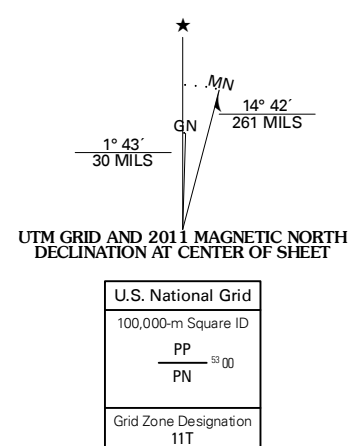 MN
14° 42´
261 MILS
GN
1° 43´
30 MILS
UTM GRID AND 2011 MAGNETIC NORTH
DECLINATION AT CENTER OF SHEET
U.S. National Grid
100,000-m Square ID
PP
53 00
PN
Grid Zone Designation
11T